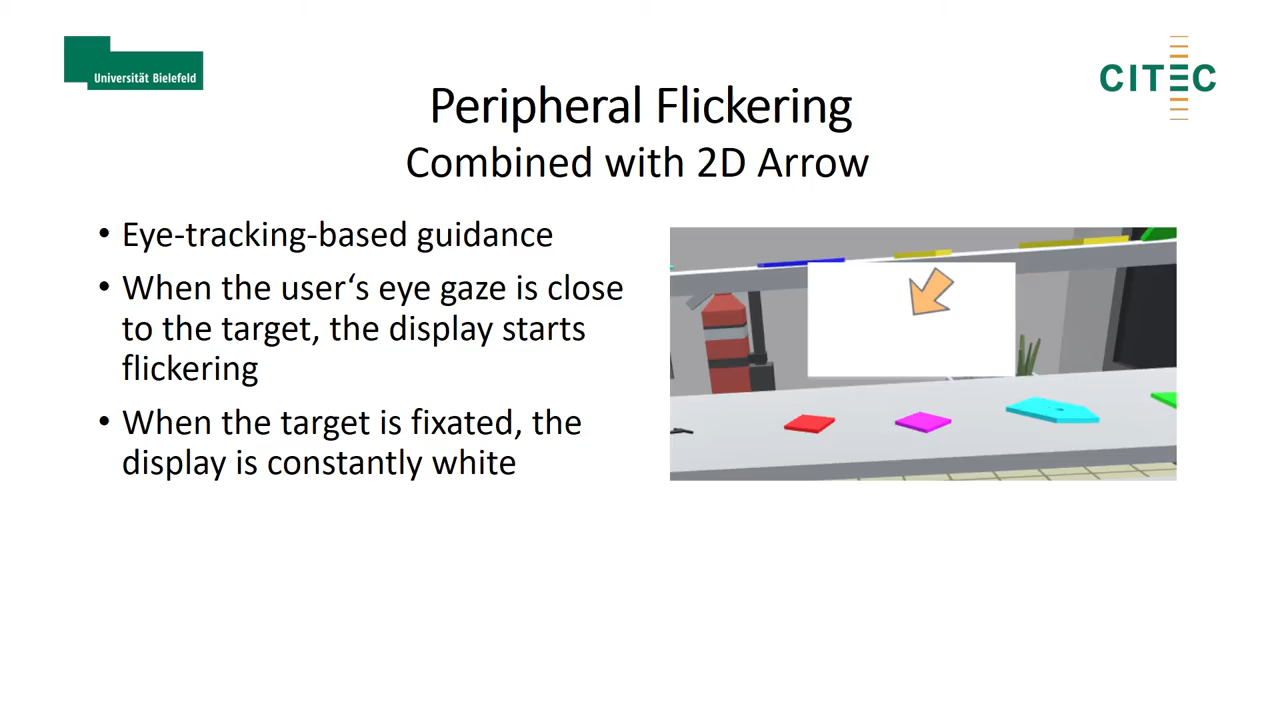 Universität Bielefeld
CITEC
Peripheral Flickering
Combined with 2D Arrow
• Eye-tracking-based guidance
• When the user‘s eye gaze is close
to the target, the display starts
flickering
• When the target is fixated, the
display is constantly white